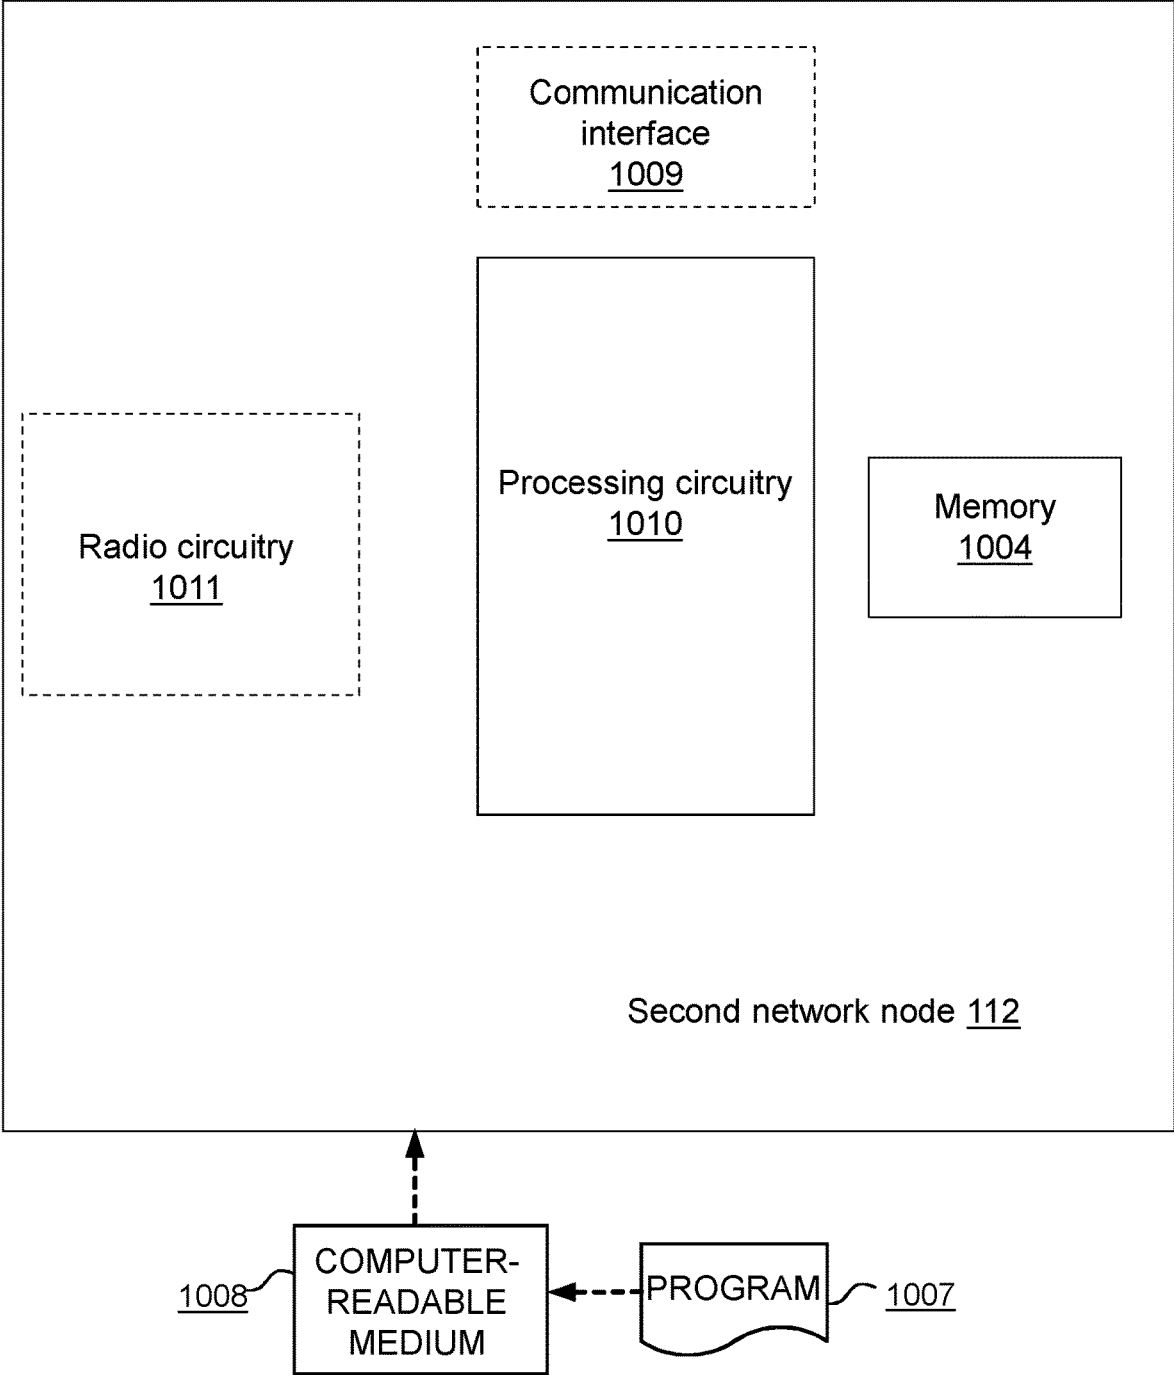 Communication
interface
1009
Processing circuitry
1010
Radio circuitry
1011
Memory
1004
Second network node 112
COMPUTER-
READABLE
MEDIUM
1008
PROGRAM
1007